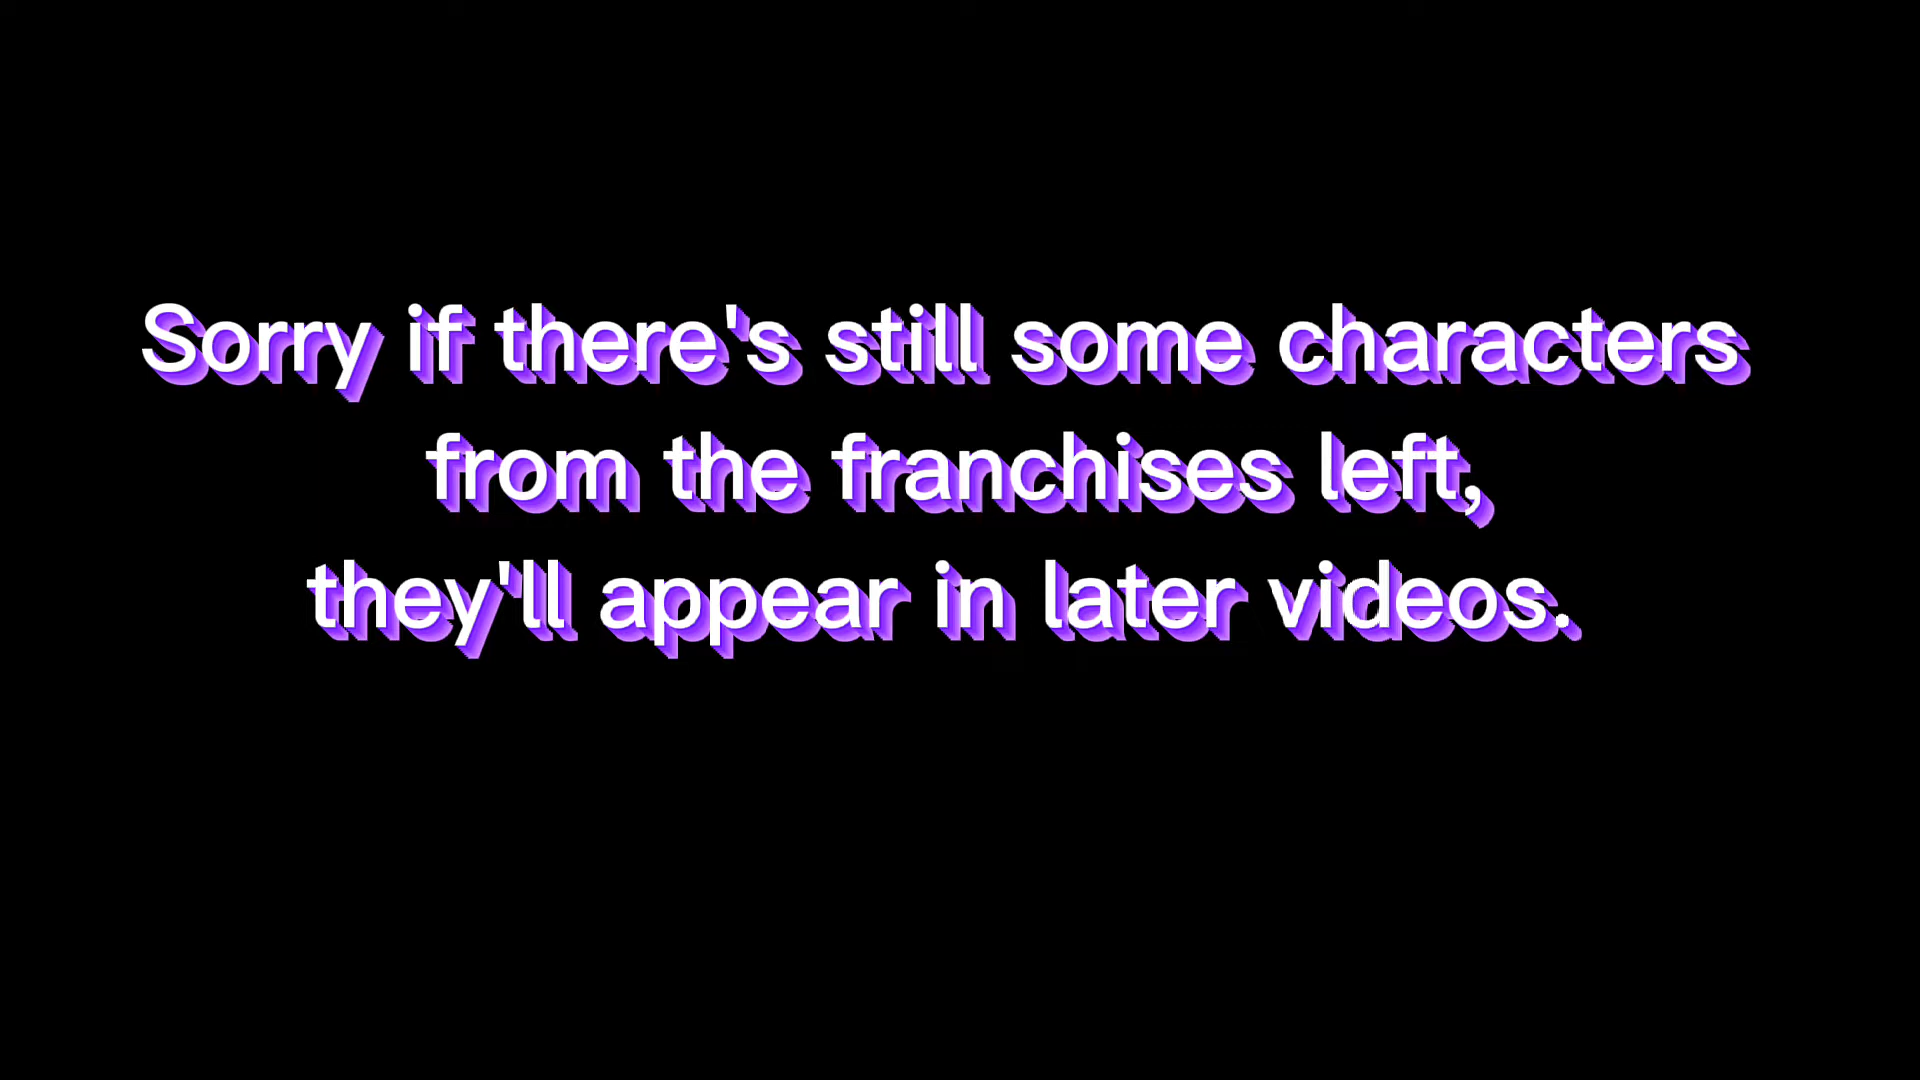 Sorry if there's still some characters
from the franchises left,
they'll appear in later videos.